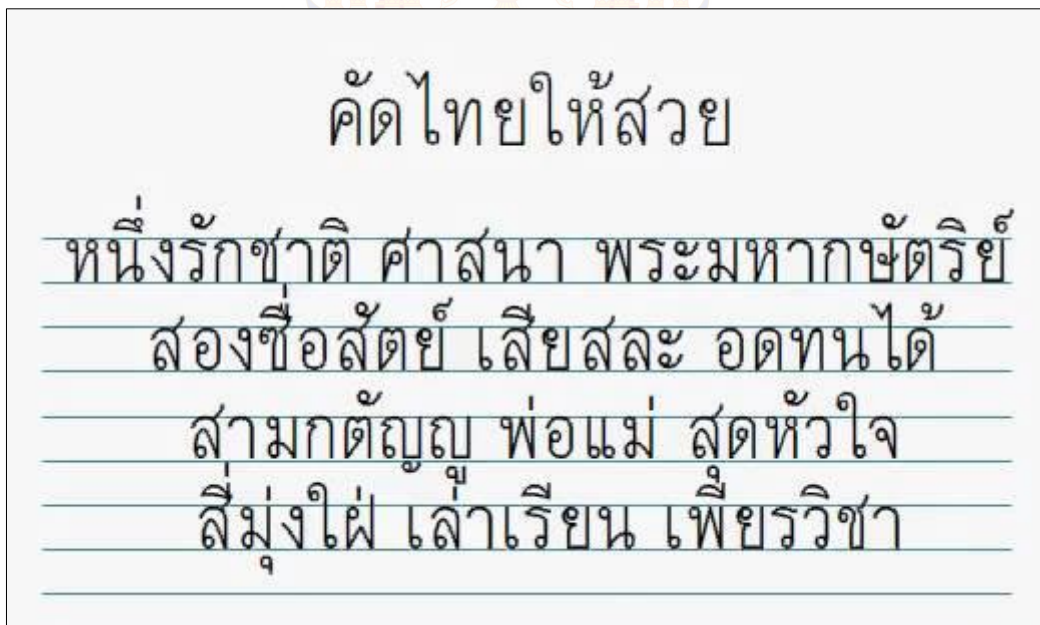 คัดไทยให้สวย
หนึ่งรักชาติ ศาสนา พระมหากษัตริย์
สองซื่อสัตย์ เสียสละ อดทนได้
สามกตัญญู พ่อแม่ สุดหัวใจ
สี่มุ่งใฝ่ เล่าเรียน เพียรวิชา